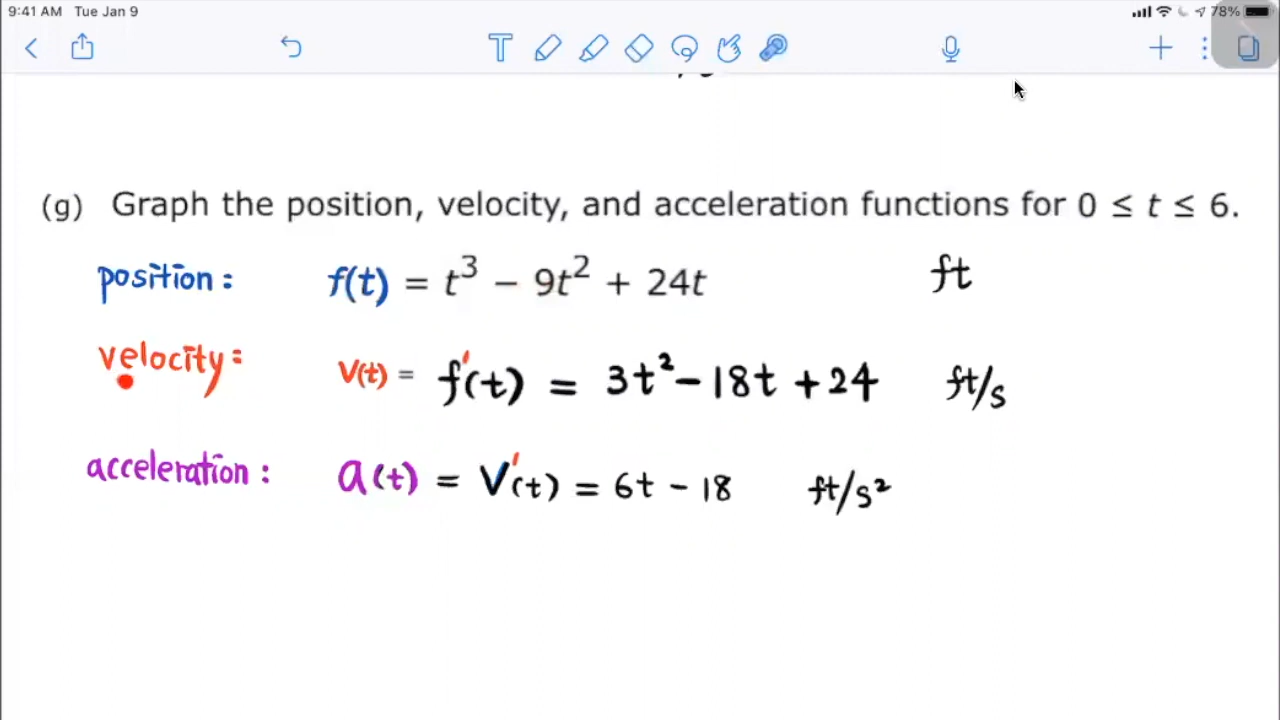 9:41 AM Tue Jan 9 78%
T
(g) Graph the position, velocity, and acceleration functions for 0 ≤ t ≤ 6.
position: f(t) = t³ − 9t² + 24t ft
velocity: v(t) = f'(t) = 3t² − 18t + 24 ft/s
acceleration: a(t) = v'(t) = 6t − 18 ft/s²